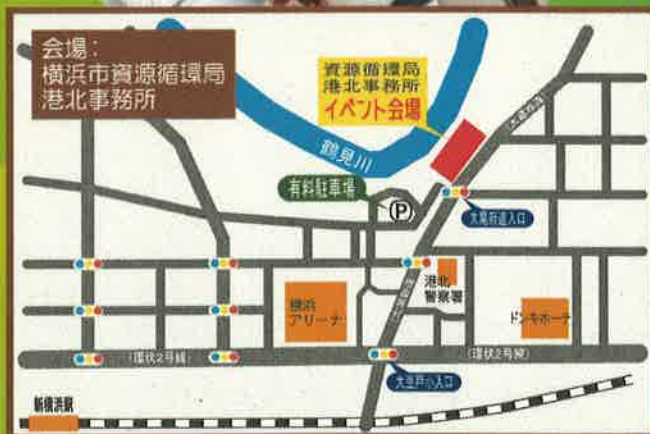 会場:
横浜市資源循環局
港北事務所
資源循環局
港北事務所
イベント会場
鶴見川
有料駐車場
P
太尾新道入口
港北
警察署
横浜
アリーナ
ドンキホーテ
(環状2号線)
(環状2号線)
大豆戸小入口
新横浜駅